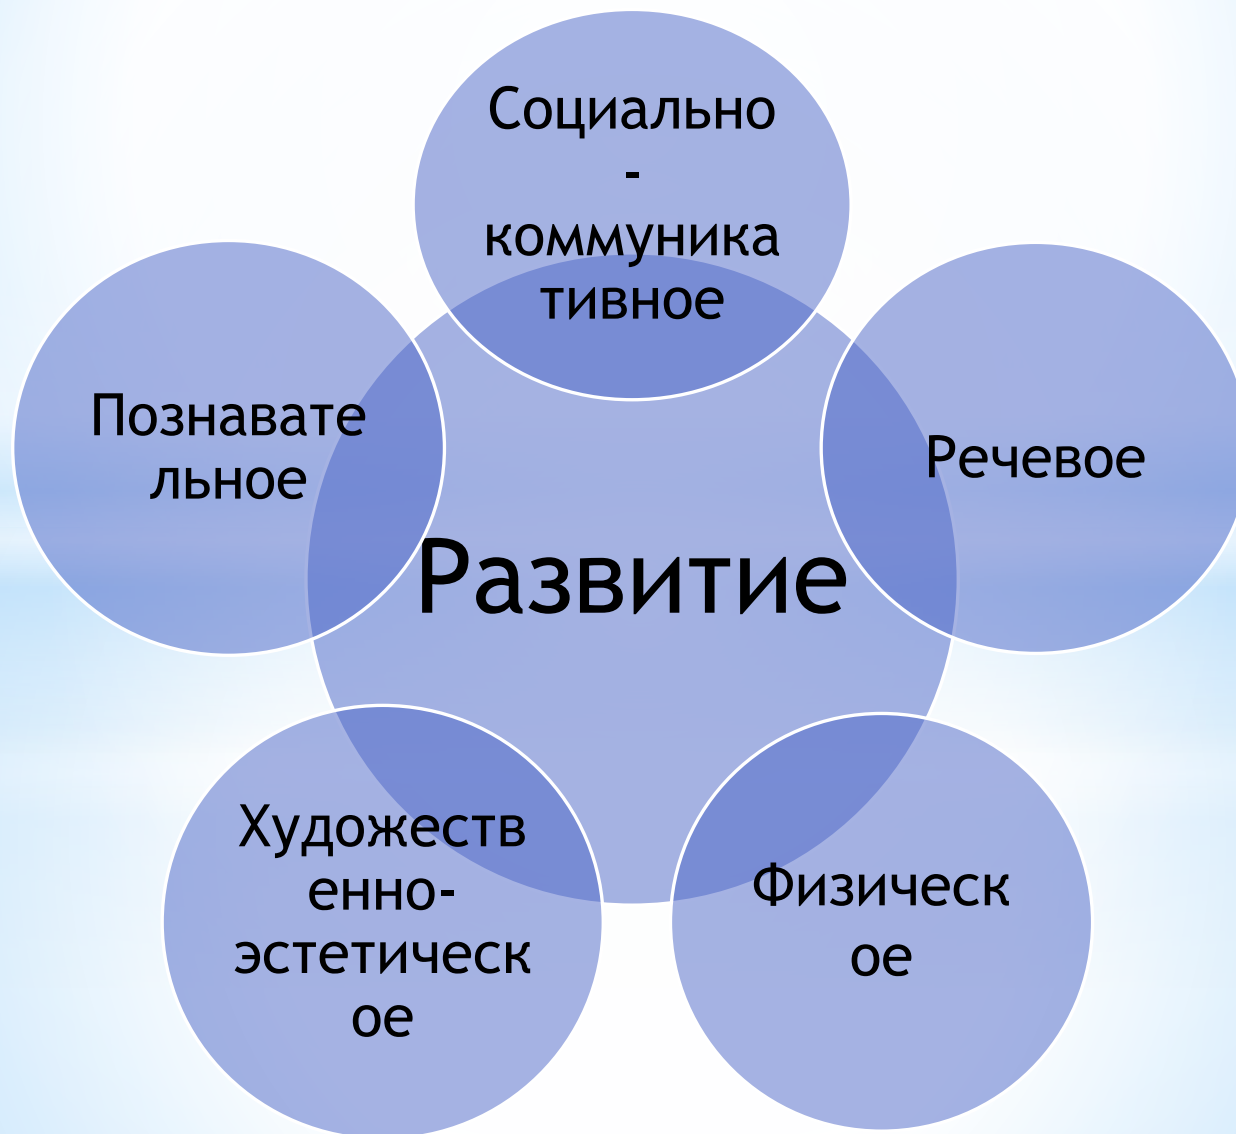 Социально
-
коммуника
тивное
Познавате
льное
Речевое
Развитие
Художеств
енно-
эстетическ
ое
Физическ
ое